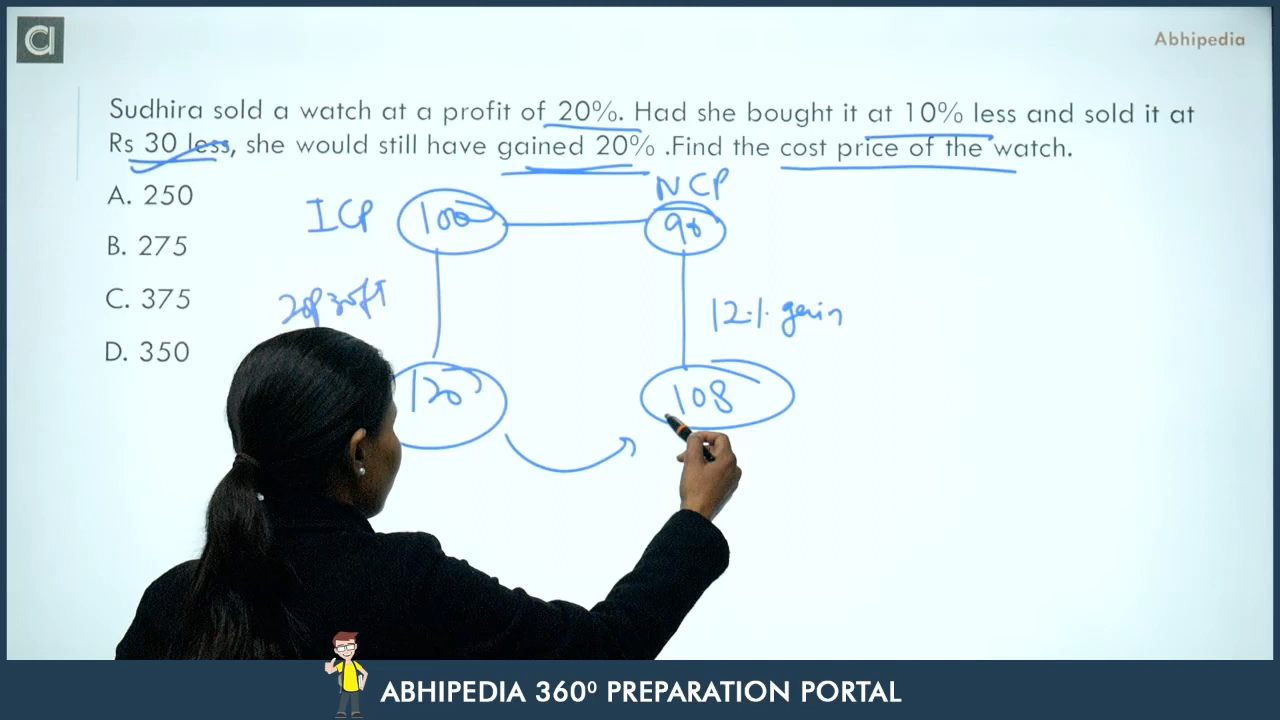 Abhipedia
Sudhira sold a watch at a profit of 20%. Had she bought it at 10% less and sold it at
Rs 30 less, she would still have gained 20% .Find the cost price of the watch.
A. 250
B. 275
C. 375
D. 350
ICP 100
NCP
90
12% gain
120
108
ABHIPEDIA 360⁰ PREPARATION PORTAL